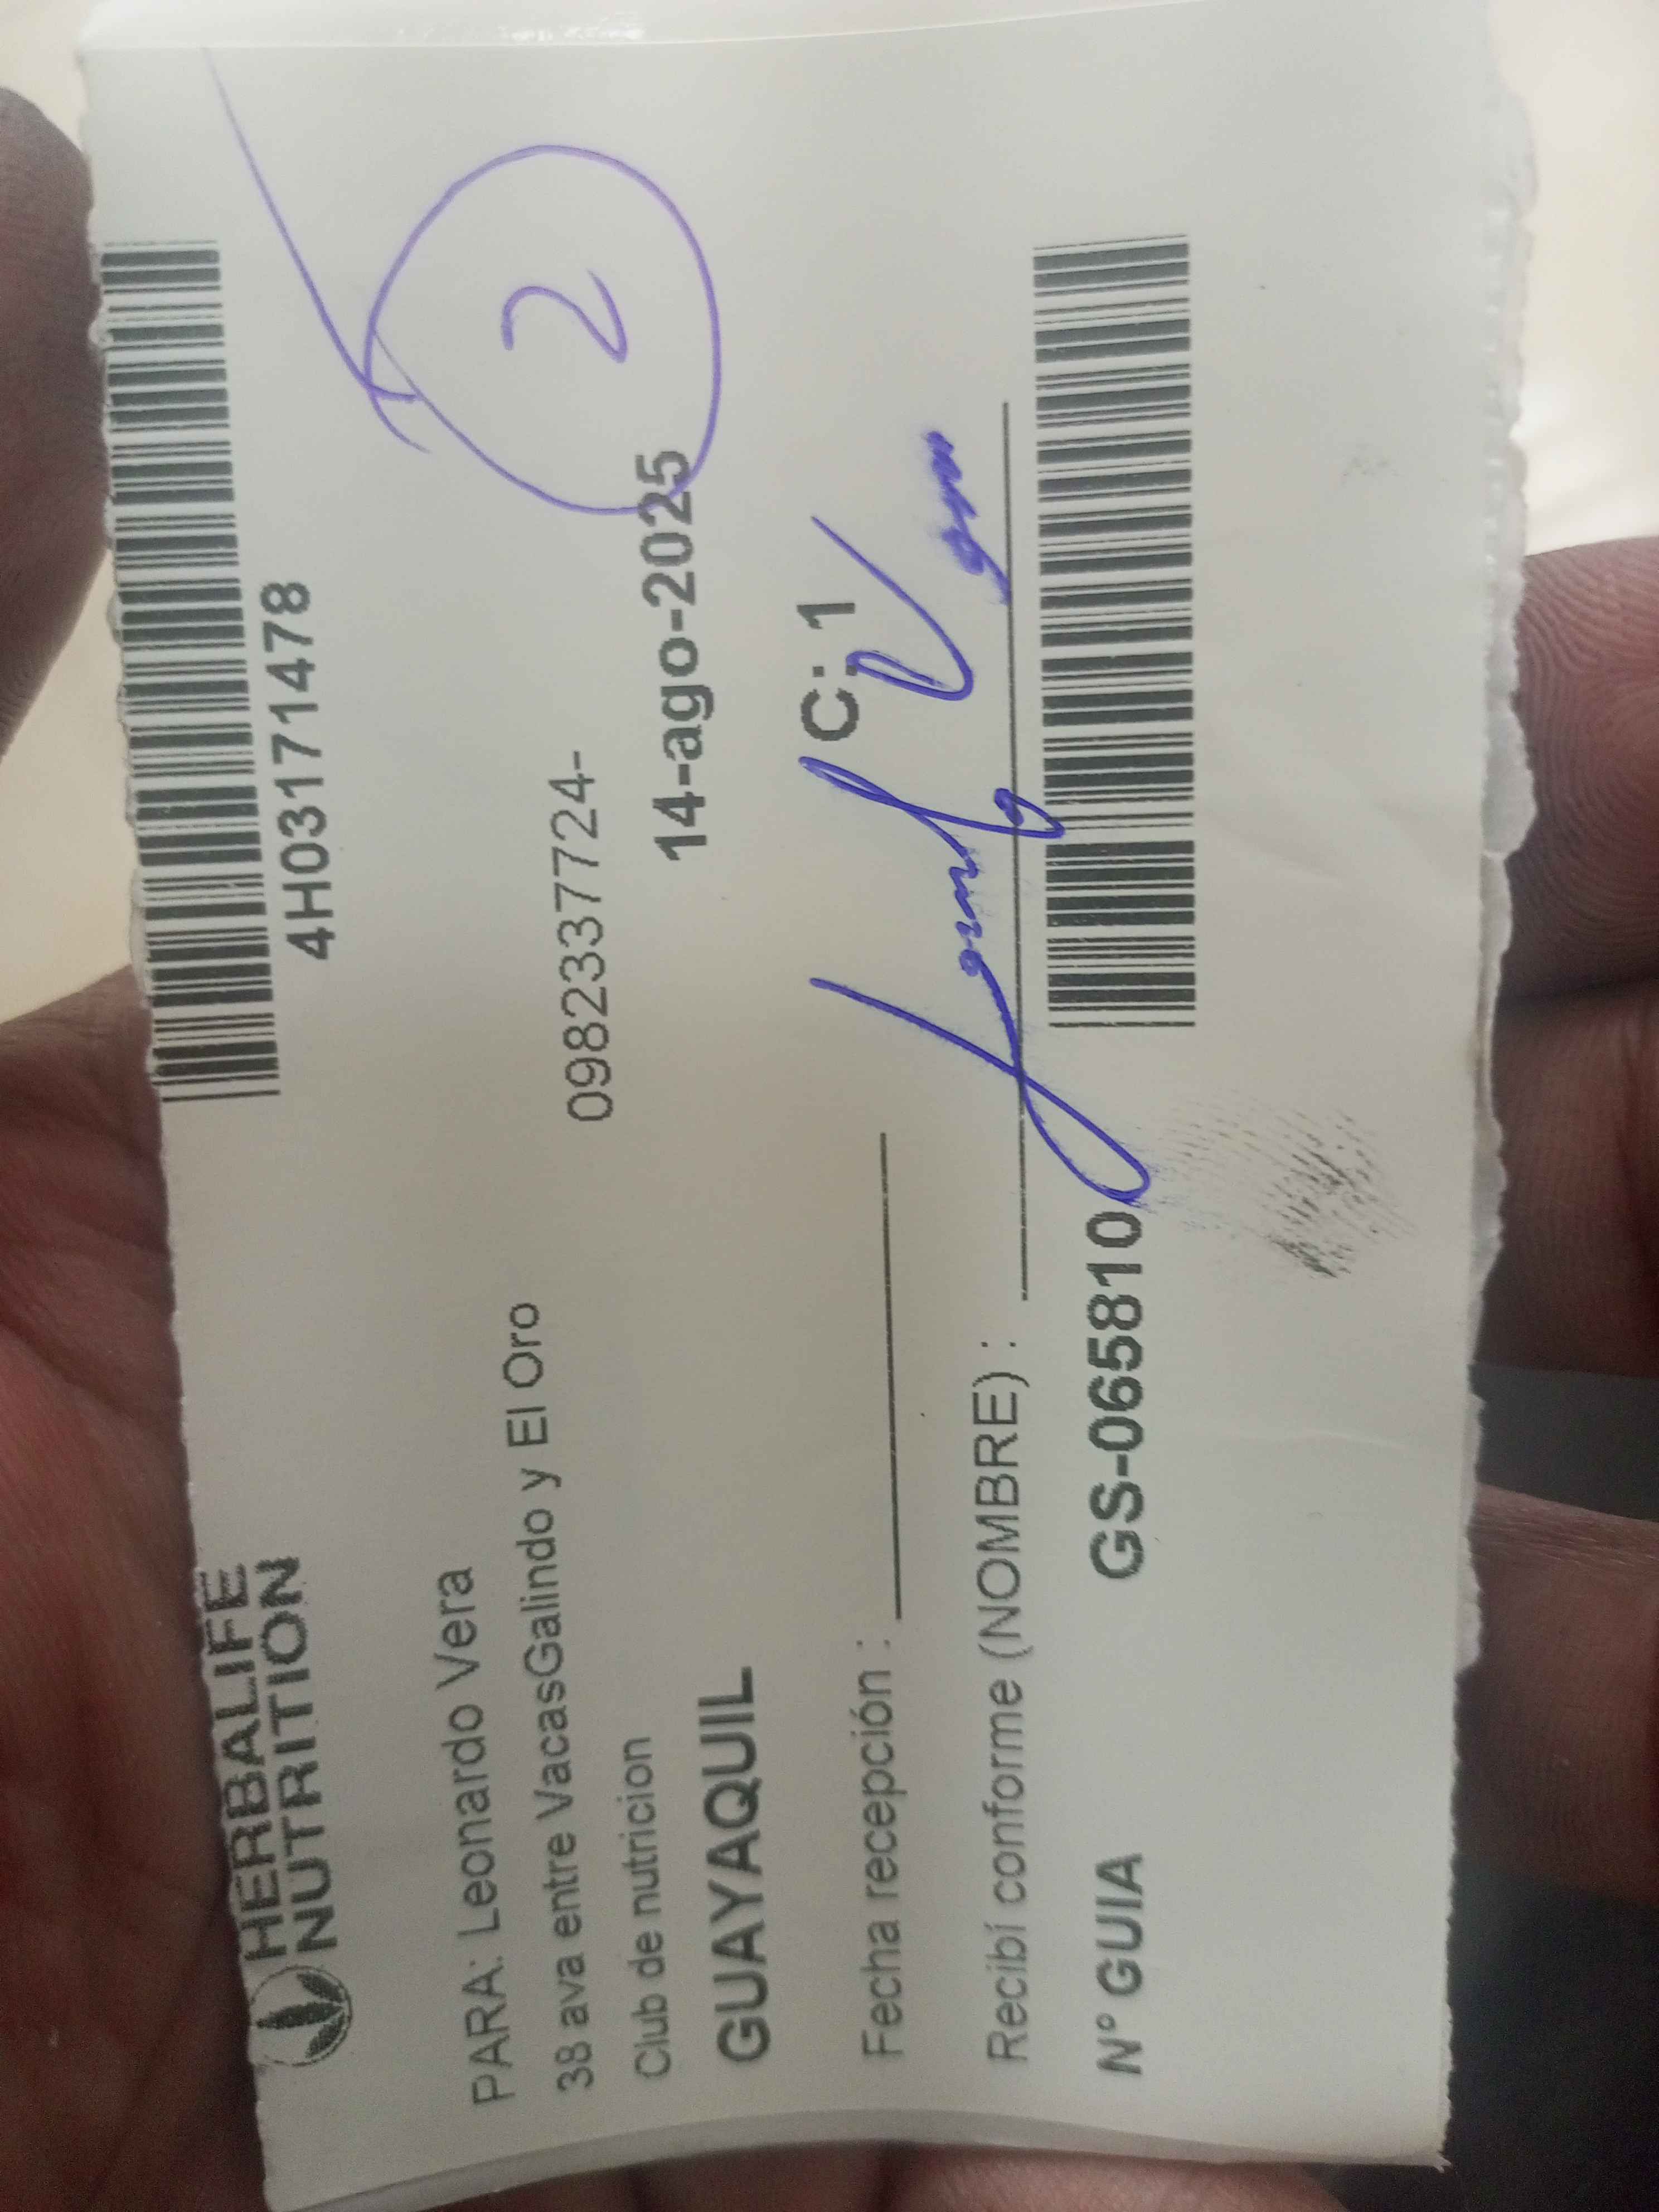 HERBALIFE
NUTRITION
4H03171478
PARA: Leonardo Vera
38 ava entre VacasGalindo y El Oro
0982337724-
Club de nutricion
2
GUAYAQUIL
14-ago-2025
Fecha recepción :
C: 1
Recibí conforme (NOMBRE) :
N° GUIA
GS-065810